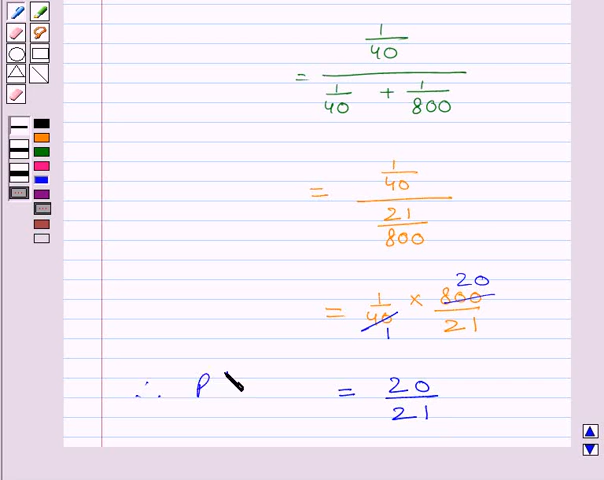 1/40
= ―――
1/40 + 1/800
= 1/40
―――
21/800
= 1/40 × 800/21
20
1
∴ P = 20/21